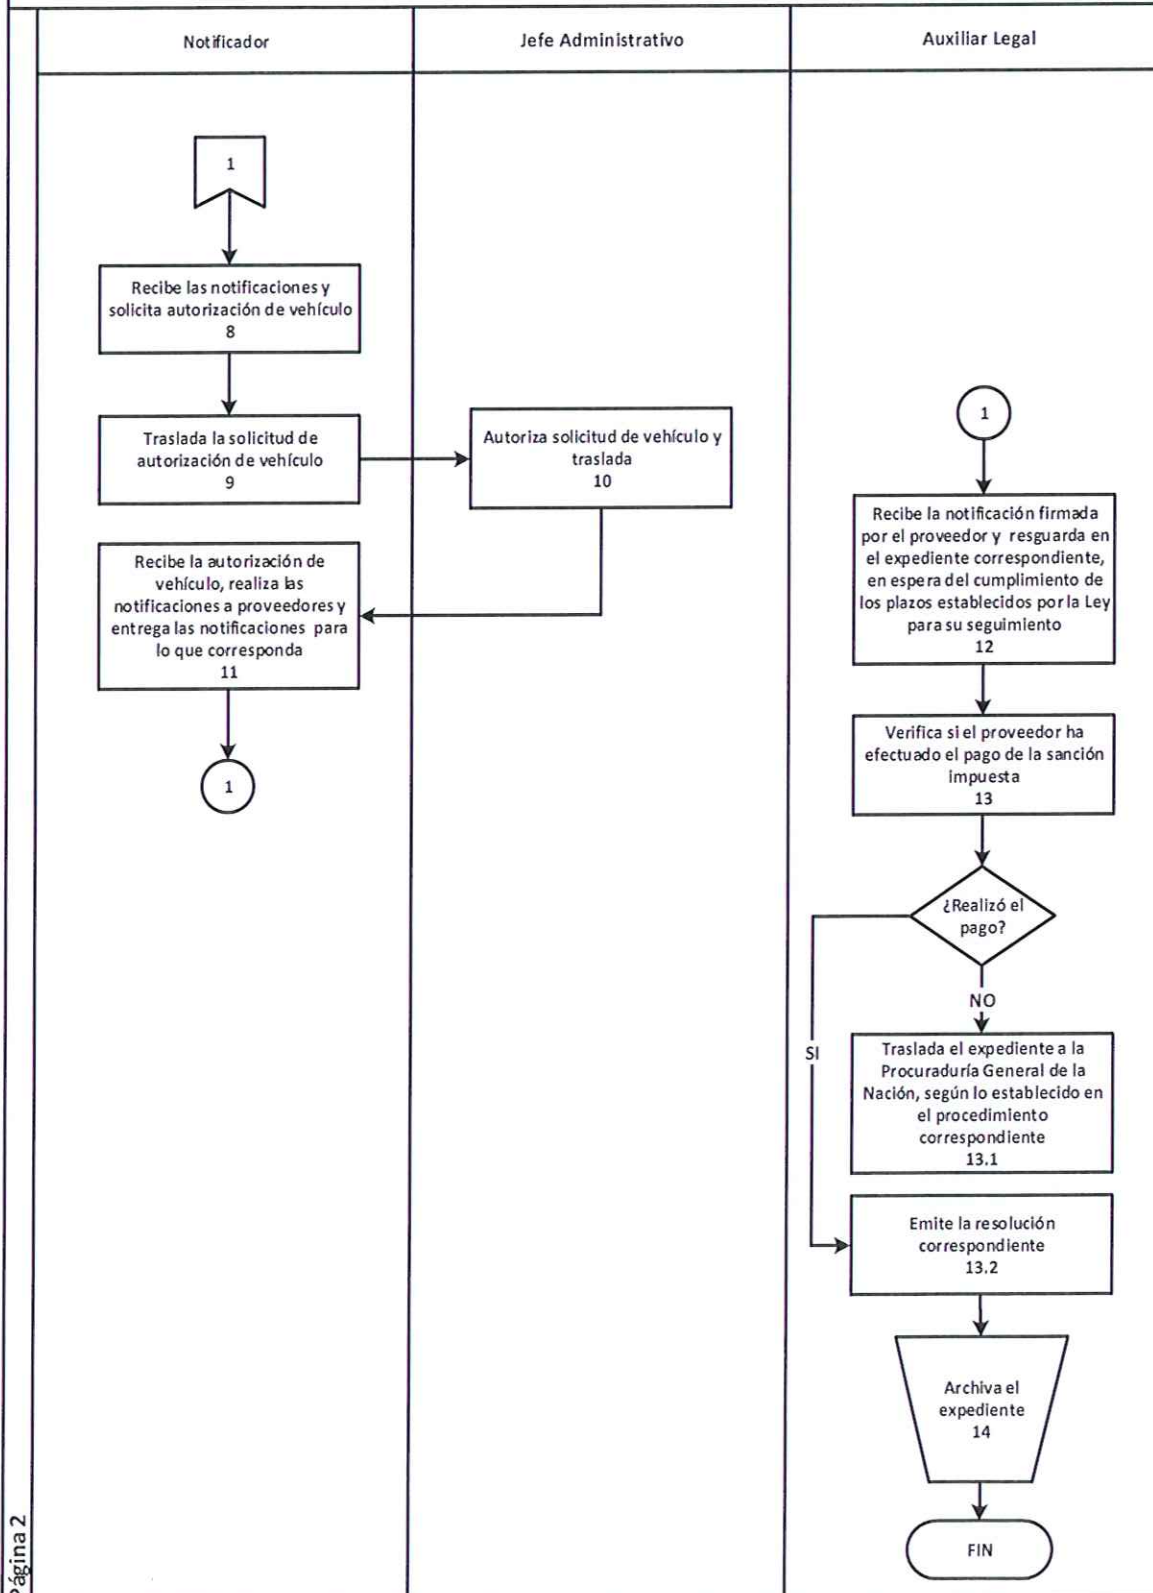 Notificador
Jefe Administrativo
Auxiliar Legal
1
Recibe las notificaciones y
solicita autorización de vehículo
8
Traslada la solicitud de
autorización de vehículo
9
Autoriza solicitud de vehículo y
traslada
10
Recibe la autorización de
vehículo, realiza las
notificaciones a proveedores y
entrega las notificaciones para
lo que corresponda
11
1
1
Recibe la notificación firmada
por el proveedor y resguarda en
el expediente correspondiente,
en espera del cumplimiento de
los plazos establecidos por la Ley
para su seguimiento
12
Verifica si el proveedor ha
efectuado el pago de la sanción
impuesta
13
¿Realizó el
pago?
NO
SI
Traslada el expediente a la
Procuraduría General de la
Nación, según lo establecido en
el procedimiento
correspondiente
13.1
Emite la resolución
correspondiente
13.2
Archiva el
expediente
14
FIN
Página 2